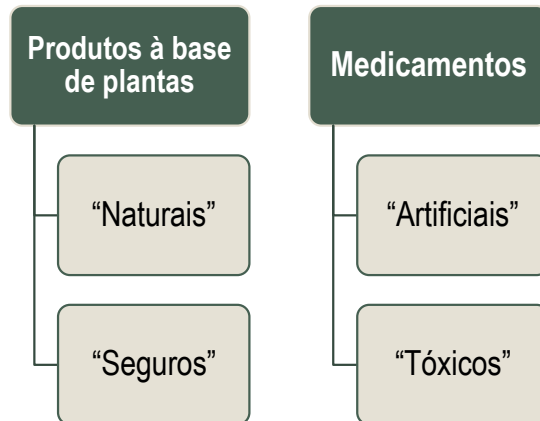 Produtos à base
de plantas
“Naturais”
“Seguros”
Medicamentos
“Artificiais”
“Tóxicos”